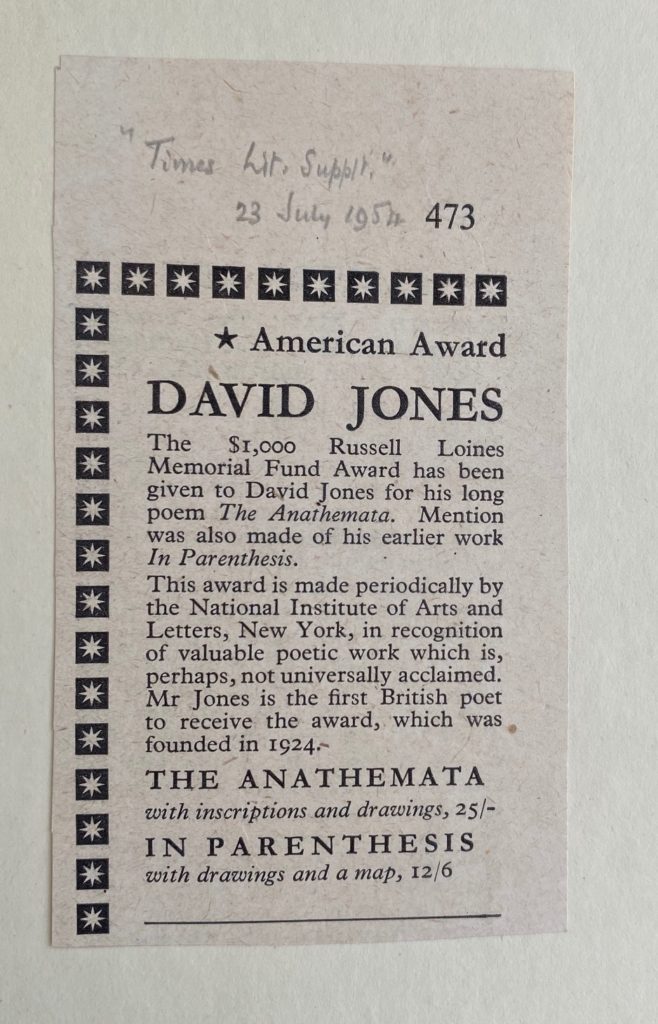 "Times Lit. Supplt."
23 July 1954 473
★ American Award
DAVID JONES
The $1,000 Russell Loines
Memorial Fund Award has been
given to David Jones for his long
poem The Anathemata. Mention
was also made of his earlier work
In Parenthesis.
This award is made periodically by
the National Institute of Arts and
Letters, New York, in recognition
of valuable poetic work which is,
perhaps, not universally acclaimed.
Mr Jones is the first British poet
to receive the award, which was
founded in 1924.
THE ANATHEMATA
with inscriptions and drawings, 25/-
IN PARENTHESIS
with drawings and a map, 12/6